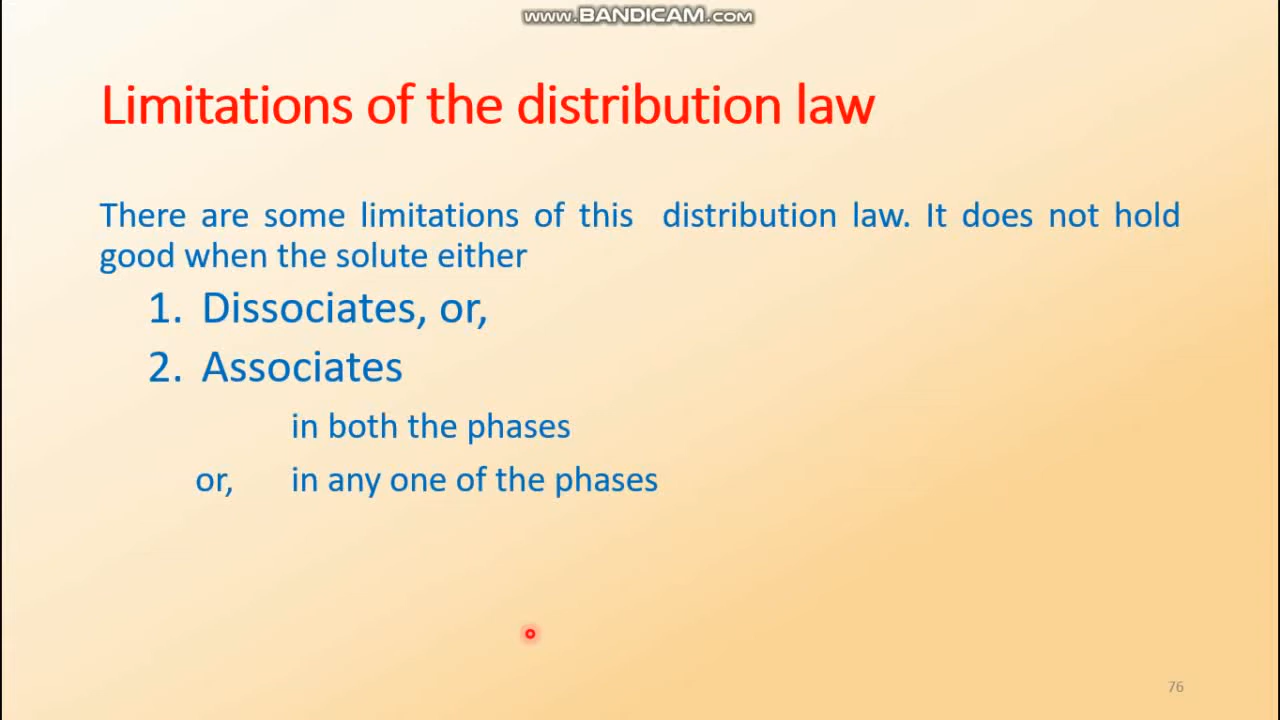 www.BANDICAM.com
Limitations of the distribution law
There are some limitations of this distribution law. It does not hold
good when the solute either
1. Dissociates, or,
2. Associates
in both the phases
or, in any one of the phases
76